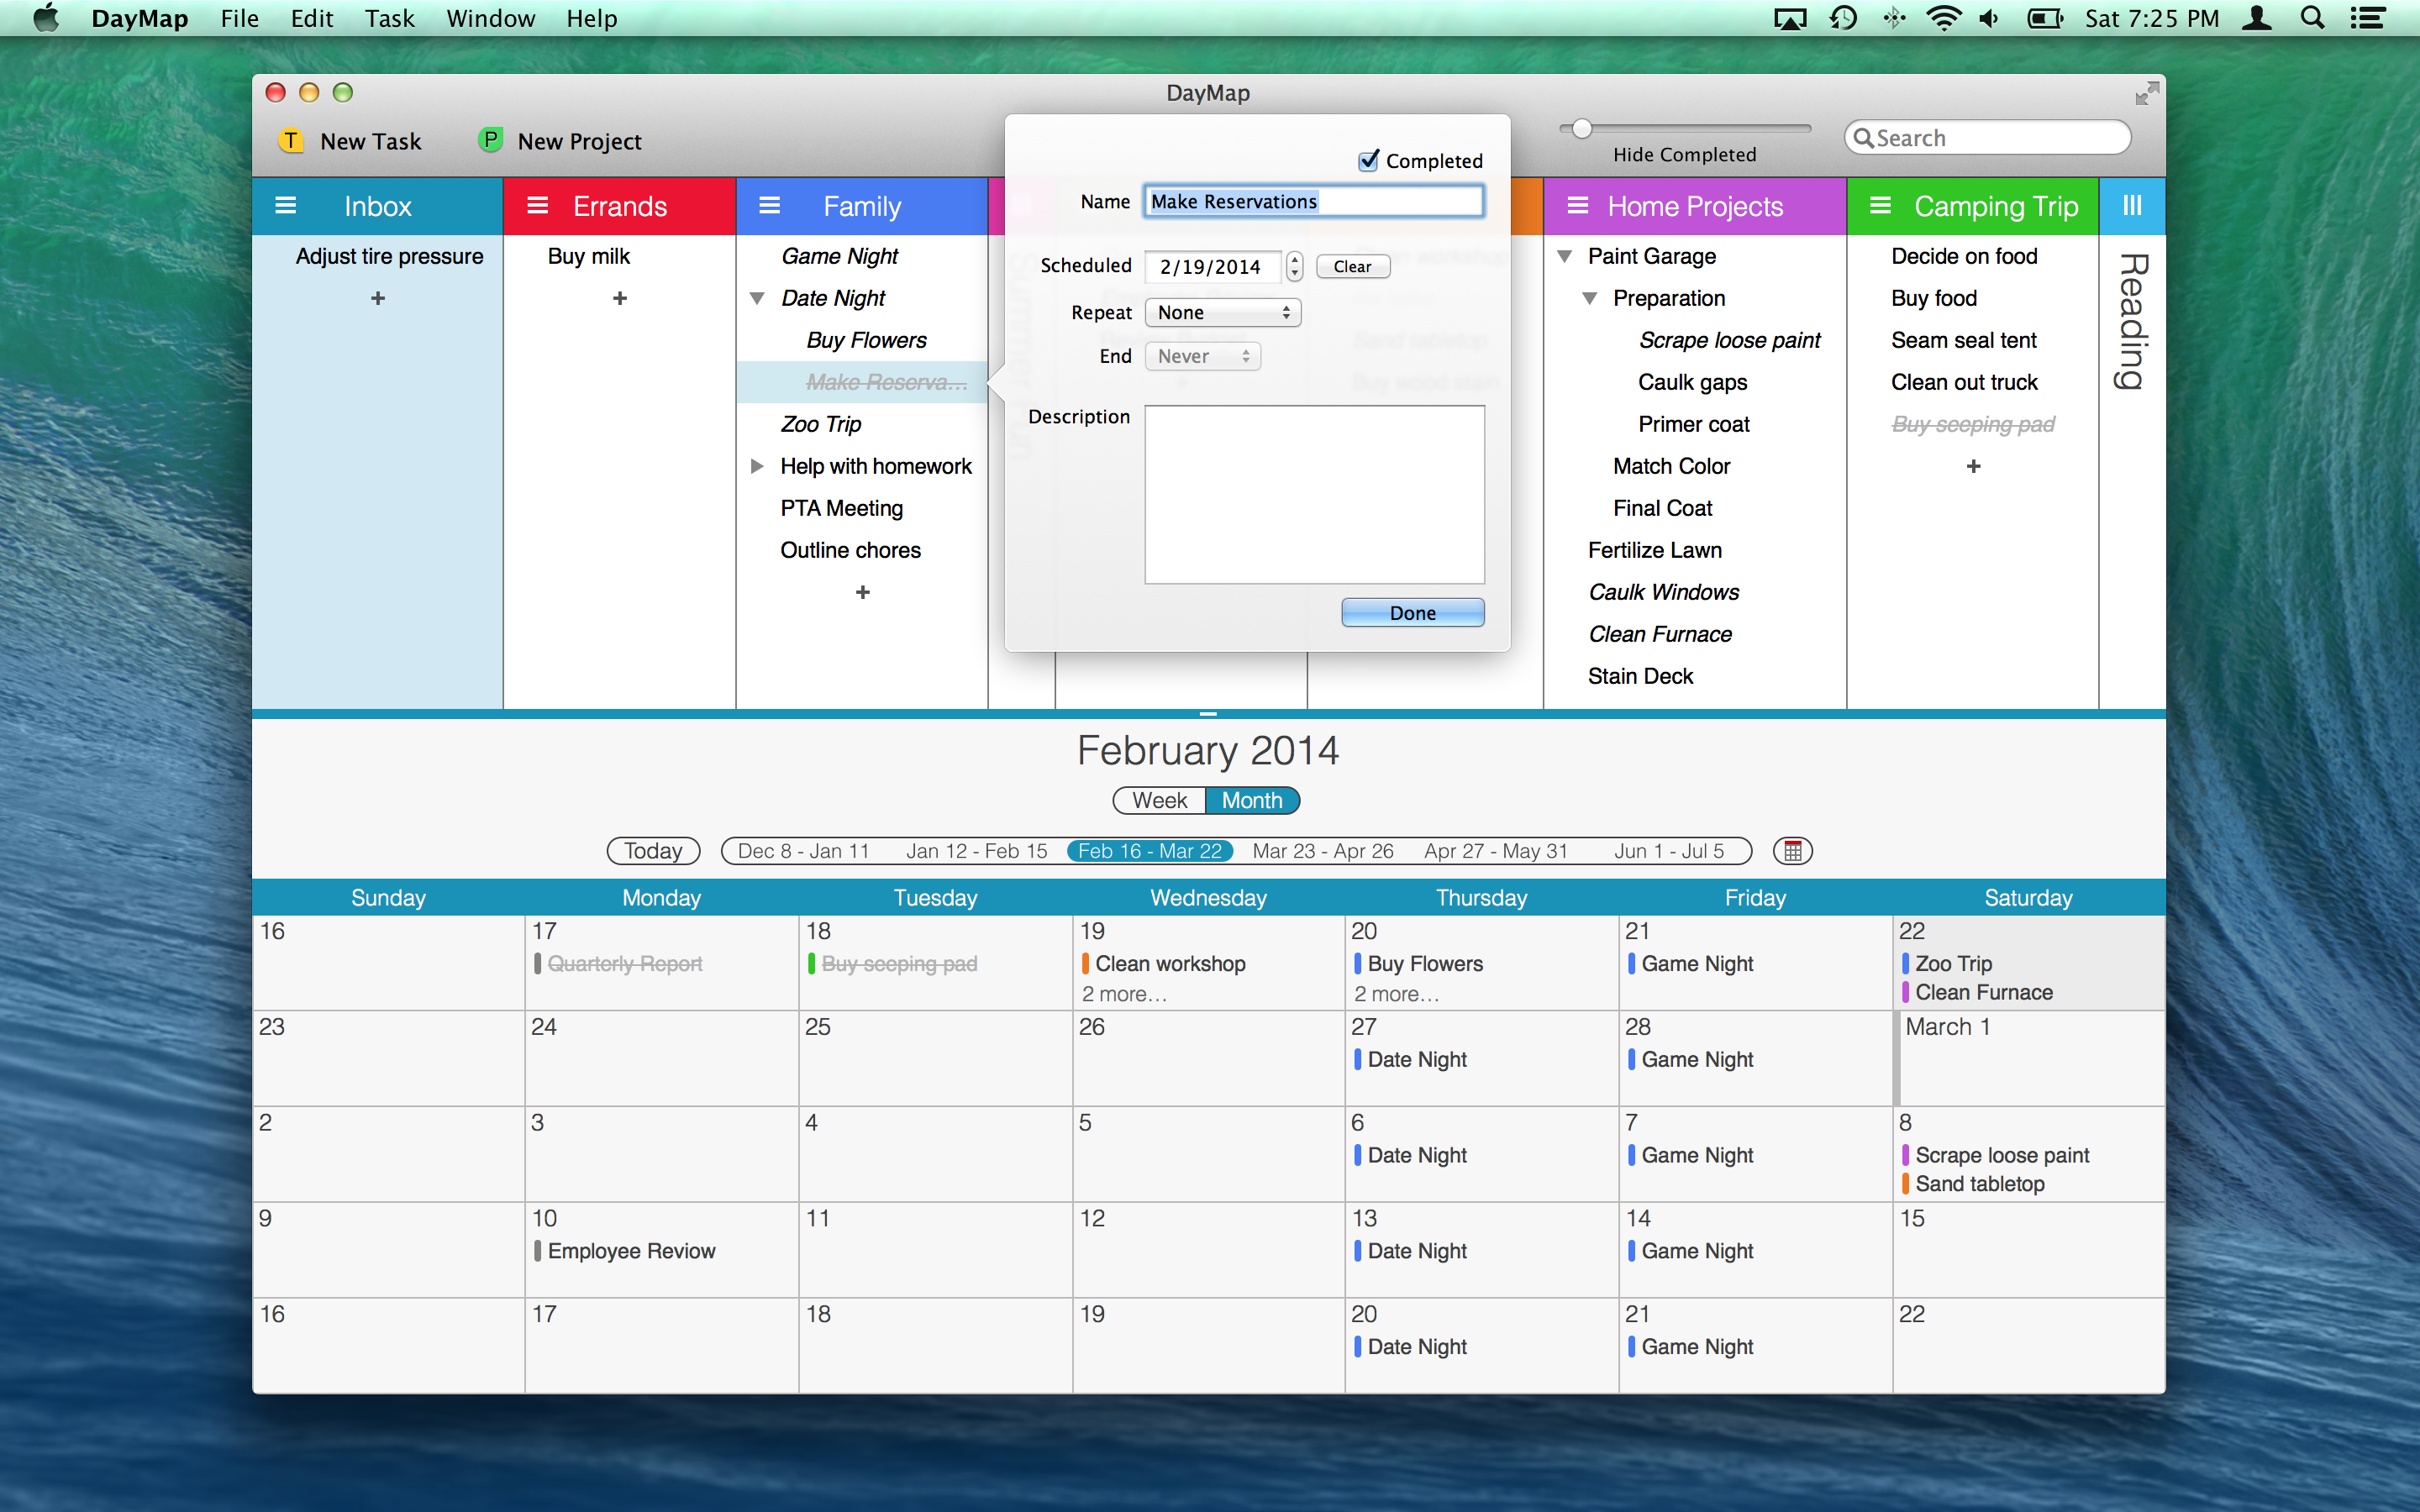 DayMap File Edit Task Window Help Sat 7:25 PM
DayMap
T New Task P New Project
Hide Completed
Search
Inbox
Adjust tire pressure
+
Errands
Buy milk
+
Family
Game Night
Date Night
Buy Flowers
Make Reserva...
Zoo Trip
Help with homework
PTA Meeting
Outline chores
+
Summer Fun
Completed
Name Make Reservations
Scheduled 2/19/2014 Clear
Repeat None
End Never
Description
Done
Home Projects
Paint Garage
Preparation
Scrape loose paint
Caulk gaps
Primer coat
Match Color
Final Coat
Fertilize Lawn
Caulk Windows
Clean Furnace
Stain Deck
Camping Trip
Decide on food
Buy food
Seam seal tent
Clean out truck
Buy seeping pad
+
Reading
February 2014
Week Month
Today Dec 8 - Jan 11 Jan 12 - Feb 15 Feb 16 - Mar 22 Mar 23 - Apr 26 Apr 27 - May 31 Jun 1 - Jul 5
Sunday Monday Tuesday Wednesday Thursday Friday Saturday
16 17 18 19 20 21 22
Quarterly Report Buy seeping pad Clean workshop Buy Flowers Game Night Zoo Trip
2 more... 2 more... Clean Furnace
23 24 25 26 27 28 March 1
Date Night Game Night
2 3 4 5 6 7 8
Date Night Game Night Scrape loose paint
Sand tabletop
9 10 11 12 13 14 15
Employee Reviow Date Night Game Night
16 17 18 19 20 21 22
Date Night Game Night